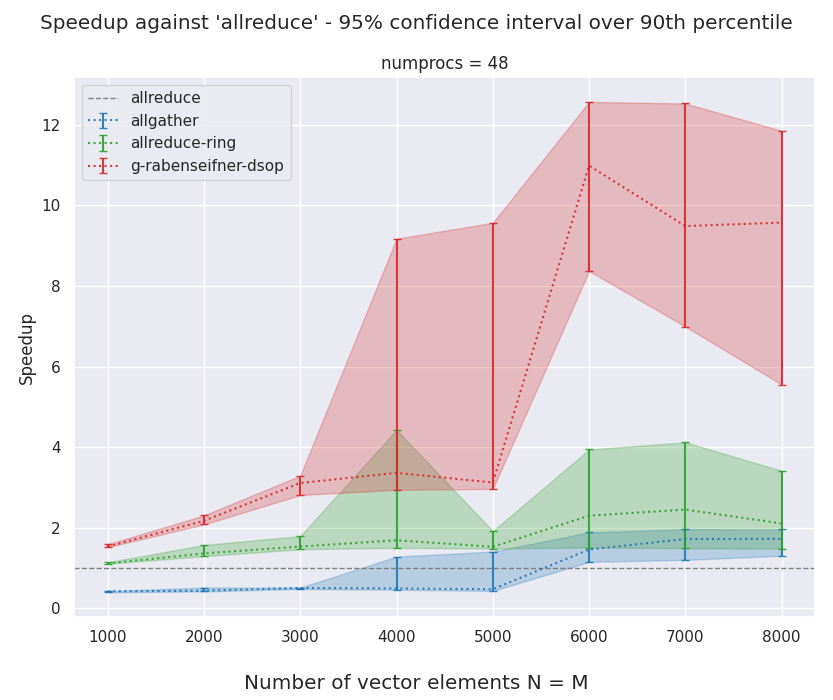 Speedup against 'allreduce' - 95% confidence interval over 90th percentile
numprocs = 48
allreduce
allgather
allreduce-ring
g-rabenseifner-dsop
Speedup
12
10
8
6
4
2
0
1000 2000 3000 4000 5000 6000 7000 8000
Number of vector elements N = M